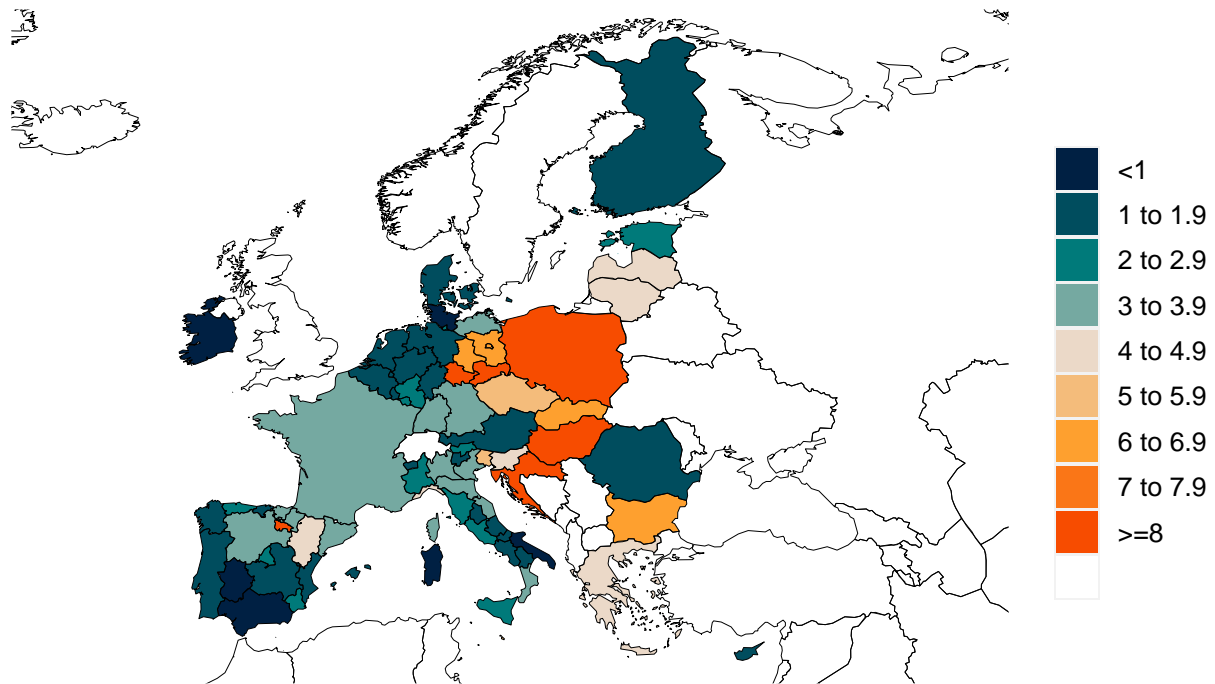 <1
1 to 1.9
2 to 2.9
3 to 3.9
4 to 4.9
5 to 5.9
6 to 6.9
7 to 7.9
>=8